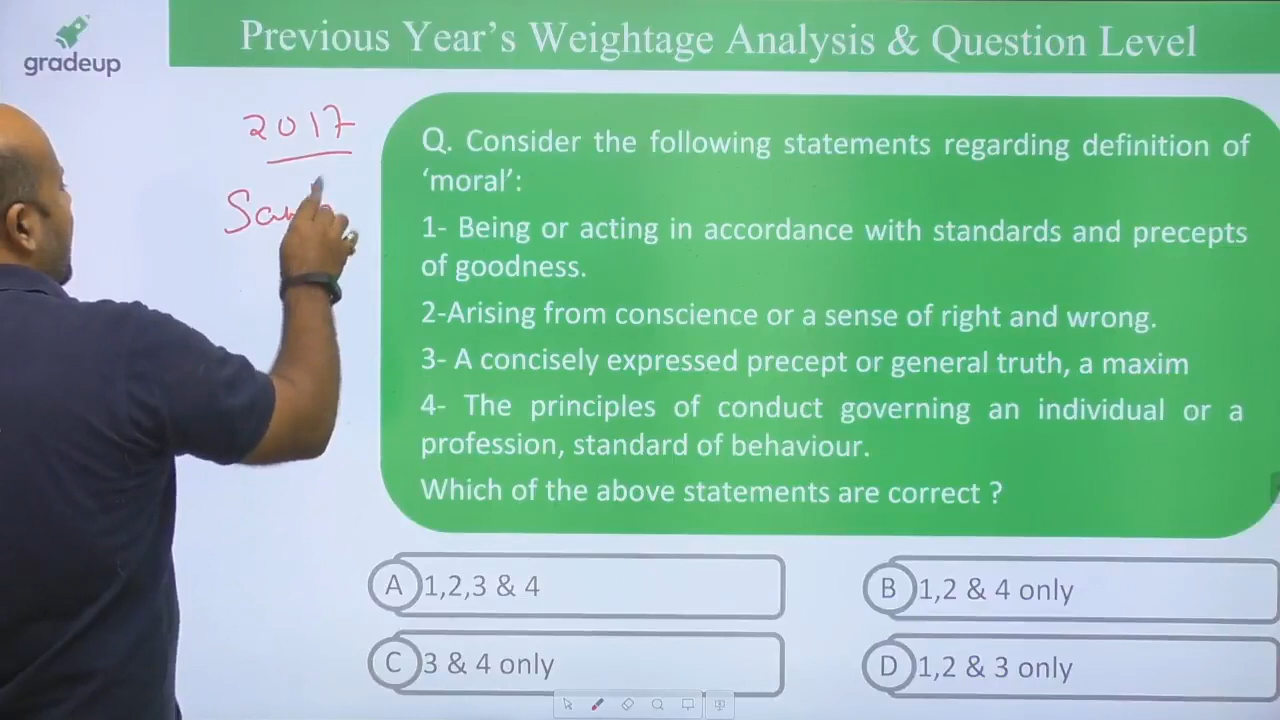 gradeup
Previous Year's Weightage Analysis & Question Level
2017
Q. Consider the following statements regarding definition of
‘moral’:
1- Being or acting in accordance with standards and precepts
of goodness.
2-Arising from conscience or a sense of right and wrong.
3- A concisely expressed precept or general truth, a maxim
4- The principles of conduct governing an individual or a
profession, standard of behaviour.
Which of the above statements are correct ?
A 1,2,3 & 4
B 1,2 & 4 only
C 3 & 4 only
D 1,2 & 3 only